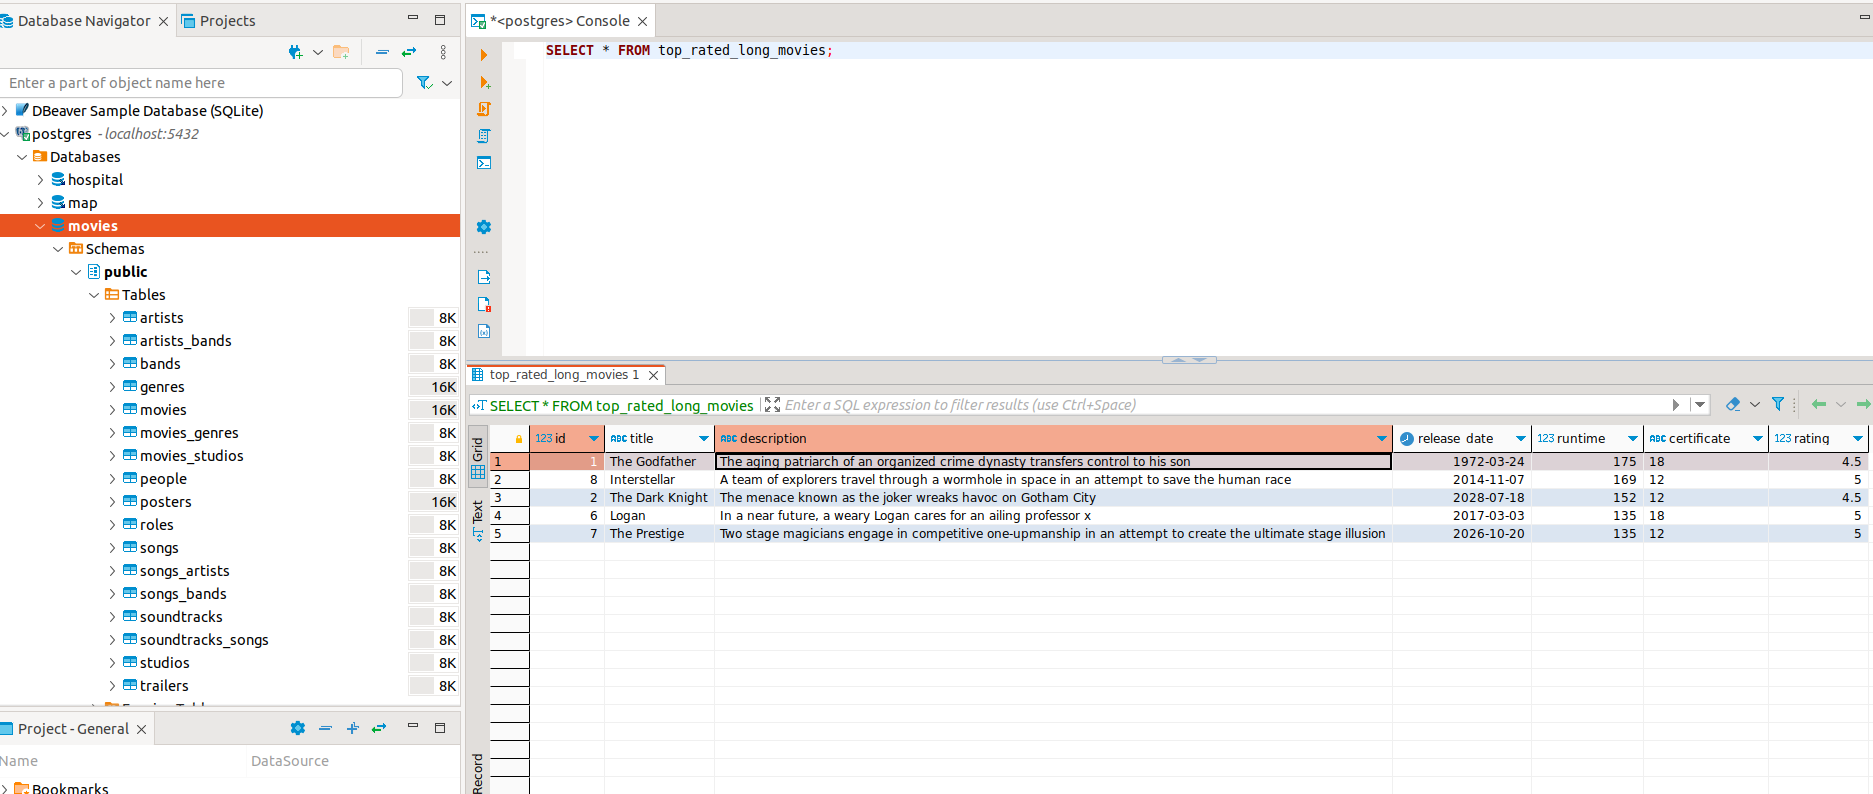 Database Navigator
Projects
Enter a part of object name here
DBeaver Sample Database (SQLite)
postgres - localhost:5432
Databases
hospital
map
movies
Schemas
public
Tables
artists 8K
artists_bands 8K
bands 8K
genres 16K
movies 16K
movies_genres 8K
movies_studios 8K
people 8K
posters 16K
roles 8K
songs 8K
songs_artists 8K
songs_bands 8K
soundtracks 8K
soundtracks_songs 8K
studios 8K
trailers 8K
Project - General
Name DataSource
Bookmarks
*<postgres> Console
SELECT * FROM top_rated_long_movies;
top_rated_long_movies 1
SELECT * FROM top_rated_long_movies
Enter a SQL expression to filter results (use Ctrl+Space)
Grid
Text
Record
123 id ABC title ABC description release_date 123 runtime ABC certificate 123 rating
1 1 The Godfather The aging patriarch of an organized crime dynasty transfers control to his son 1972-03-24 175 18 4.5
2 8 Interstellar A team of explorers travel through a wormhole in space in an attempt to save the human race 2014-11-07 169 12 5
3 2 The Dark Knight The menace known as the joker wreaks havoc on Gotham City 2028-07-18 152 12 4.5
4 6 Logan In a near future, a weary Logan cares for an ailing professor x 2017-03-03 135 18 5
5 7 The Prestige Two stage magicians engage in competitive one-upmanship in an attempt to create the ultimate stage illusion 2026-10-20 135 12 5